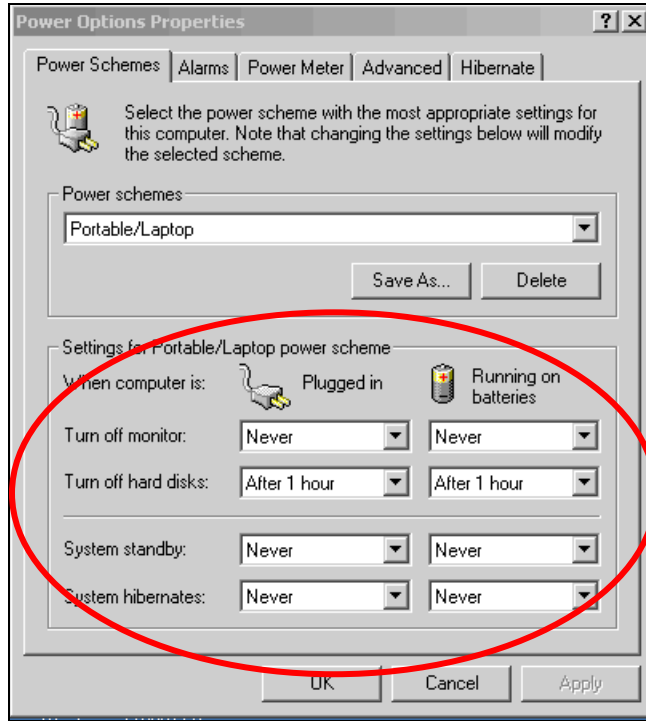 Power Options Properties
Power Schemes Alarms Power Meter Advanced Hibernate
Select the power scheme with the most appropriate settings for
this computer. Note that changing the settings below will modify
the selected scheme.
Power schemes
Portable/Laptop
Save As... Delete
Settings for Portable/Laptop power scheme
When computer is: Plugged in Running on
batteries
Turn off monitor: Never Never
Turn off hard disks: After 1 hour After 1 hour
System standby: Never Never
System hibernates: Never Never
OK Cancel Apply